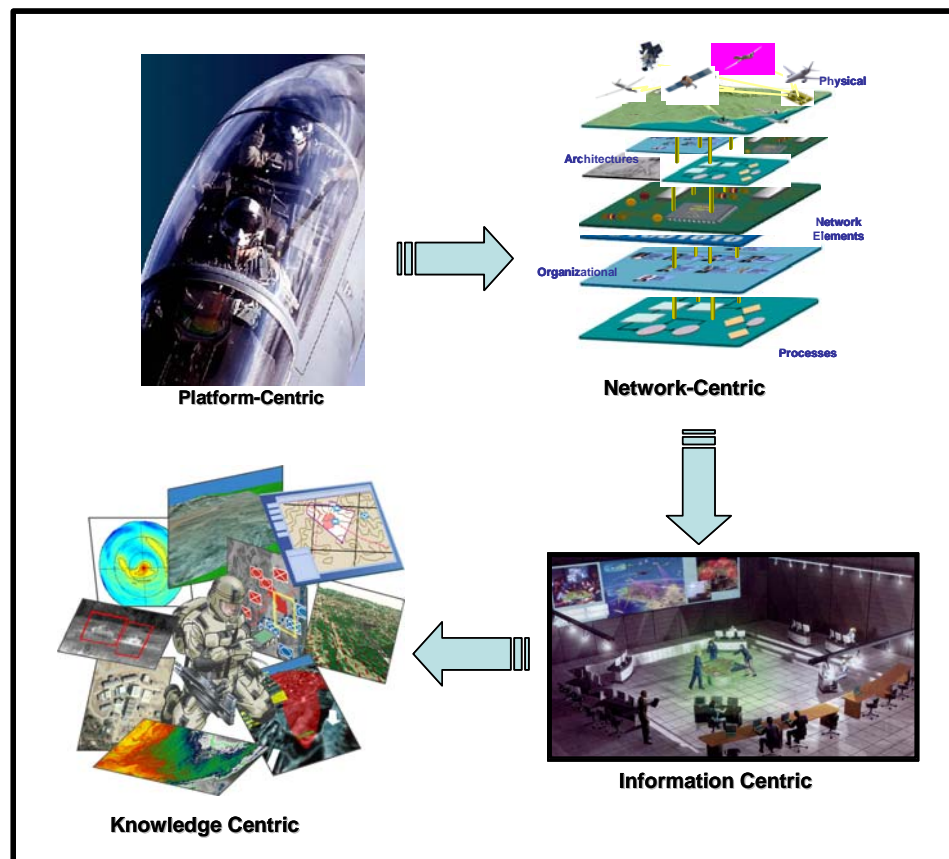 Physical
Architectures
Network
Elements
Organizational
Processes
Platform-Centric
Network-Centric
Information Centric
Knowledge Centric